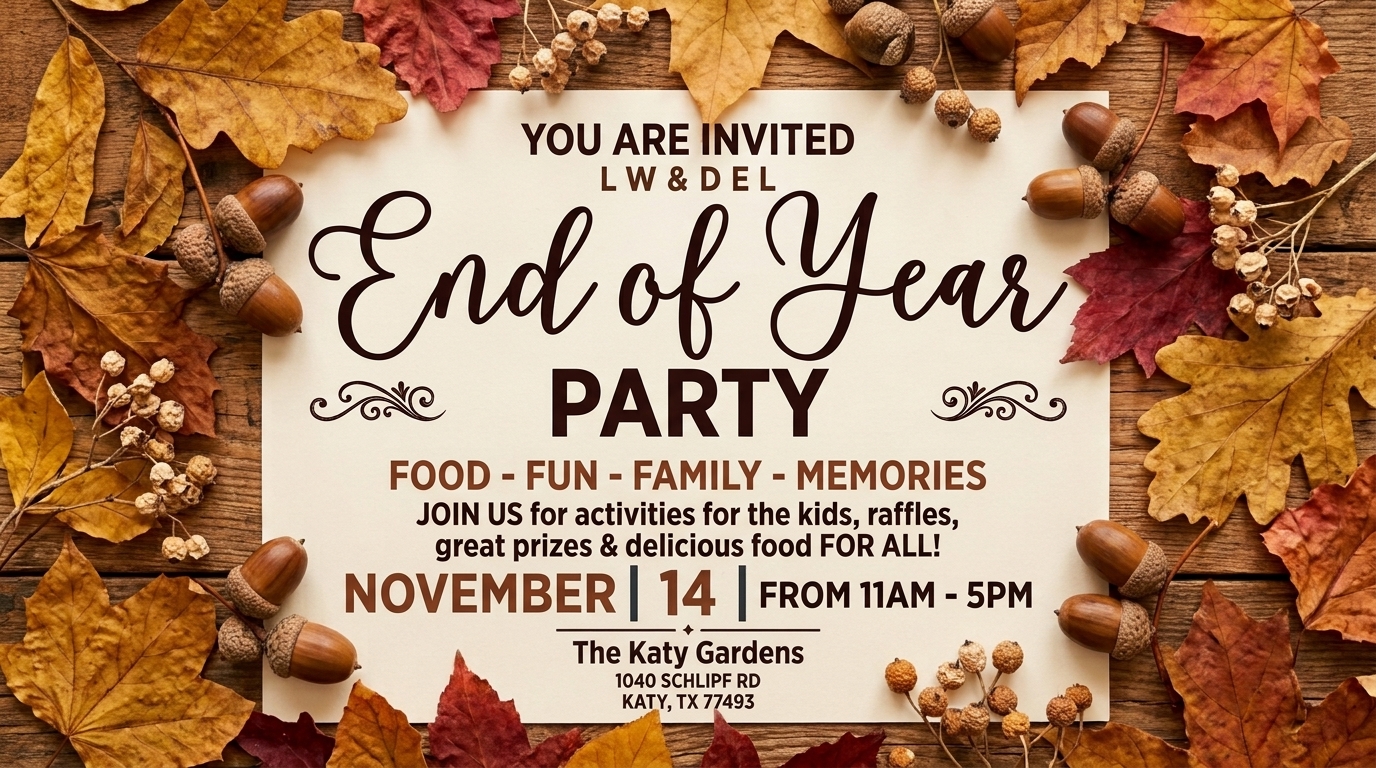 YOU ARE INVITED
LW&DEL
End of Year
PARTY
FOOD - FUN - FAMILY - MEMORIES
JOIN US for activities for the kids, raffles,
great prizes & delicious food FOR ALL!
NOVEMBER | 14 | FROM 11AM - 5PM
The Katy Gardens
1040 SCHLIPF RD
KATY, TX 77493